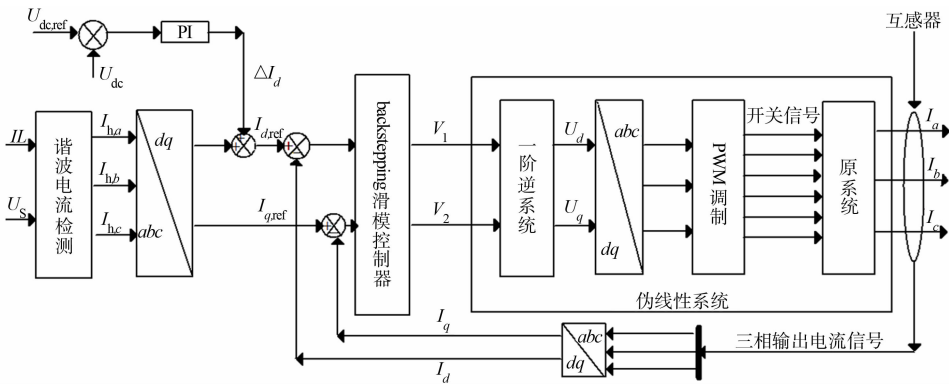 U_dc,ref
PI
U_dc
△I_d
互感器
IL
U_S
谐波电流检测
I_h,a
I_h,b
I_h,c
dq
abc
I_d,ref
I_q,ref
backstepping滑模控制器
V_1
V_2
一阶逆系统
U_d
U_q
abc
dq
PWM调制
开关信号
原系统
I_a
I_b
I_c
伪线性系统
I_q
I_d
abc
dq
三相输出电流信号